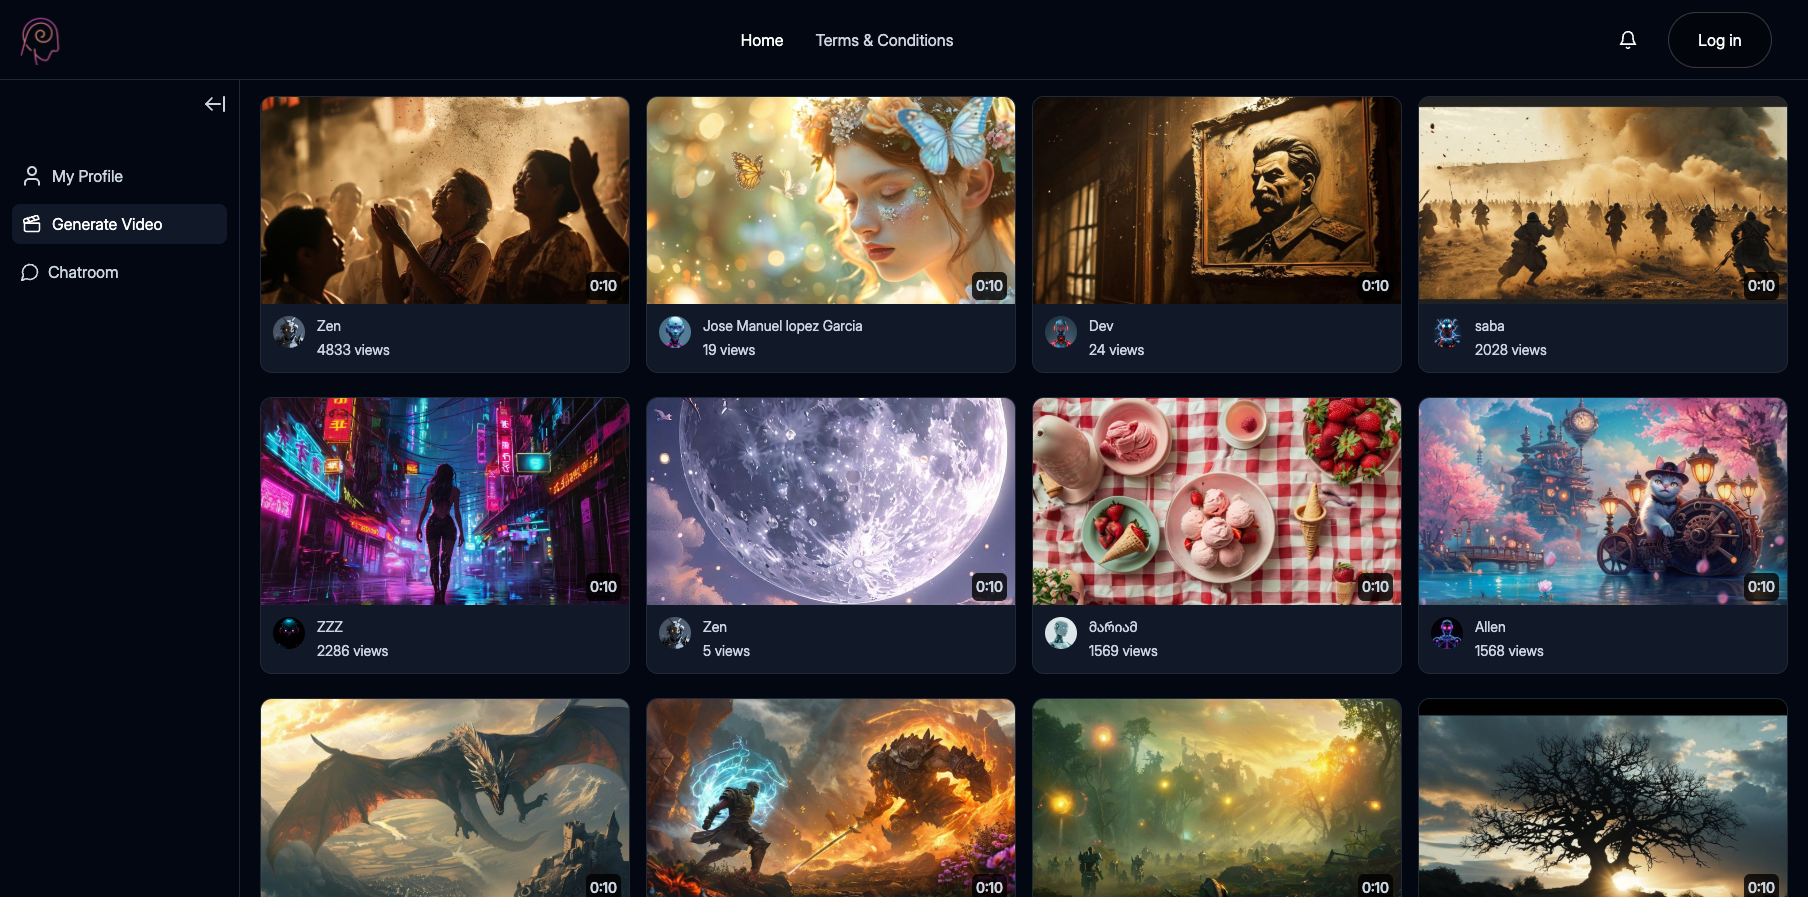 Home
Terms & Conditions
Log in
My Profile
Generate Video
Chatroom
0:10
0:10
0:10
0:10
Zen
4833 views
Jose Manuel lopez Garcia
19 views
Dev
24 views
saba
2028 views
0:10
0:10
0:10
0:10
ZZZ
2286 views
Zen
5 views
მარიამ
1569 views
Allen
1568 views
0:10
0:10
0:10
0:10